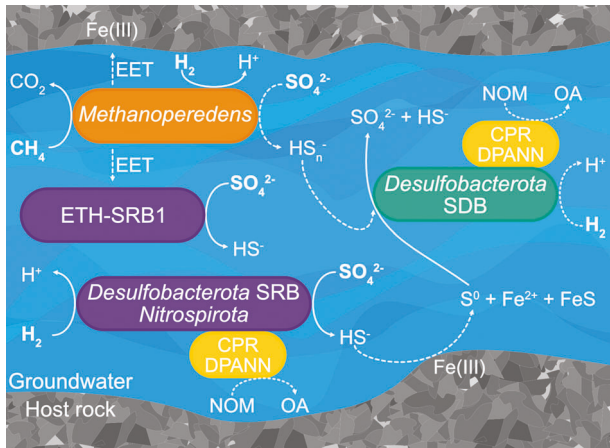 Fe(III)
EET
H₂
H⁺
CO₂
SO₄²⁻
Methanoperedens
CH₄
HSₙ⁻
EET
SO₄²⁻ + HS⁻
NOM
OA
CPR
DPANN
H⁺
Desulfobacterota
SDB
H₂
SO₄²⁻
ETH-SRB1
HS⁻
H⁺
SO₄²⁻
Desulfobacterota SRB
Nitrospirota
H₂
HS⁻
S⁰ + Fe²⁺ + FeS
CPR
DPANN
Fe(III)
NOM
OA
Groundwater
Host rock